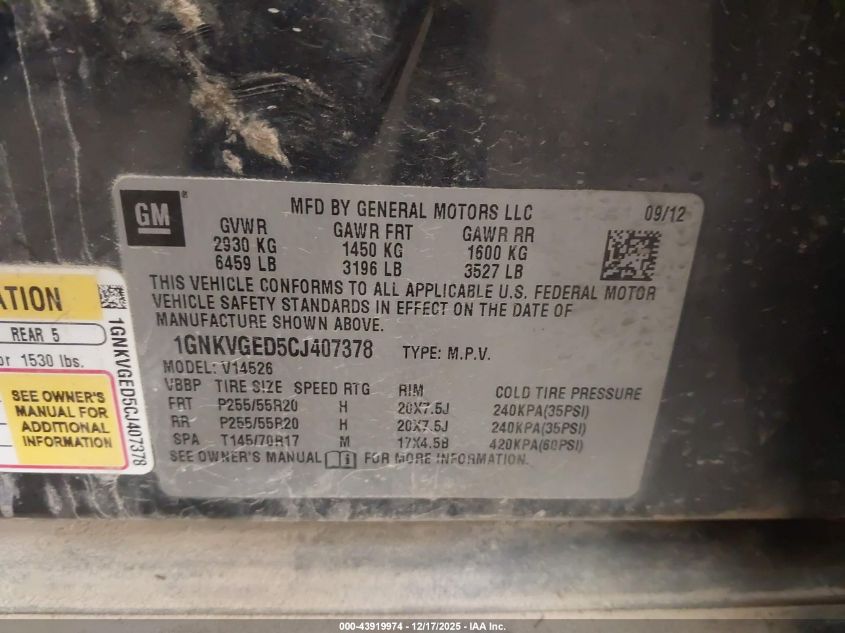 GM
MFD BY GENERAL MOTORS LLC
09/12
GVWR GAWR FRT GAWR RR
2930 KG 1450 KG 1600 KG
6459 LB 3196 LB 3527 LB
THIS VEHICLE CONFORMS TO ALL APPLICABLE U.S. FEDERAL MOTOR
VEHICLE SAFETY STANDARDS IN EFFECT ON THE DATE OF
MANUFACTURE SHOWN ABOVE.
1GNKVGED5CJ407378 TYPE: M.P.V.
MODEL: V14526
VBBP TIRE SIZE SPEED RTG RIM COLD TIRE PRESSURE
FRT P255/55R20 H 20X7.5J 240KPA(35PSI)
RR P255/55R20 H 20X7.5J 240KPA(35PSI)
SPA T145/70R17 M 17X4.5B 420KPA(60PSI)
SEE OWNER'S MANUAL FOR MORE INFORMATION.
ATION
REAR 5
or 1530 lbs.
SEE OWNER'S
MANUAL FOR
ADDITIONAL
INFORMATION
1GNKVGED5CJ407378
000-43919974 - 12/17/2025 - IAA Inc.